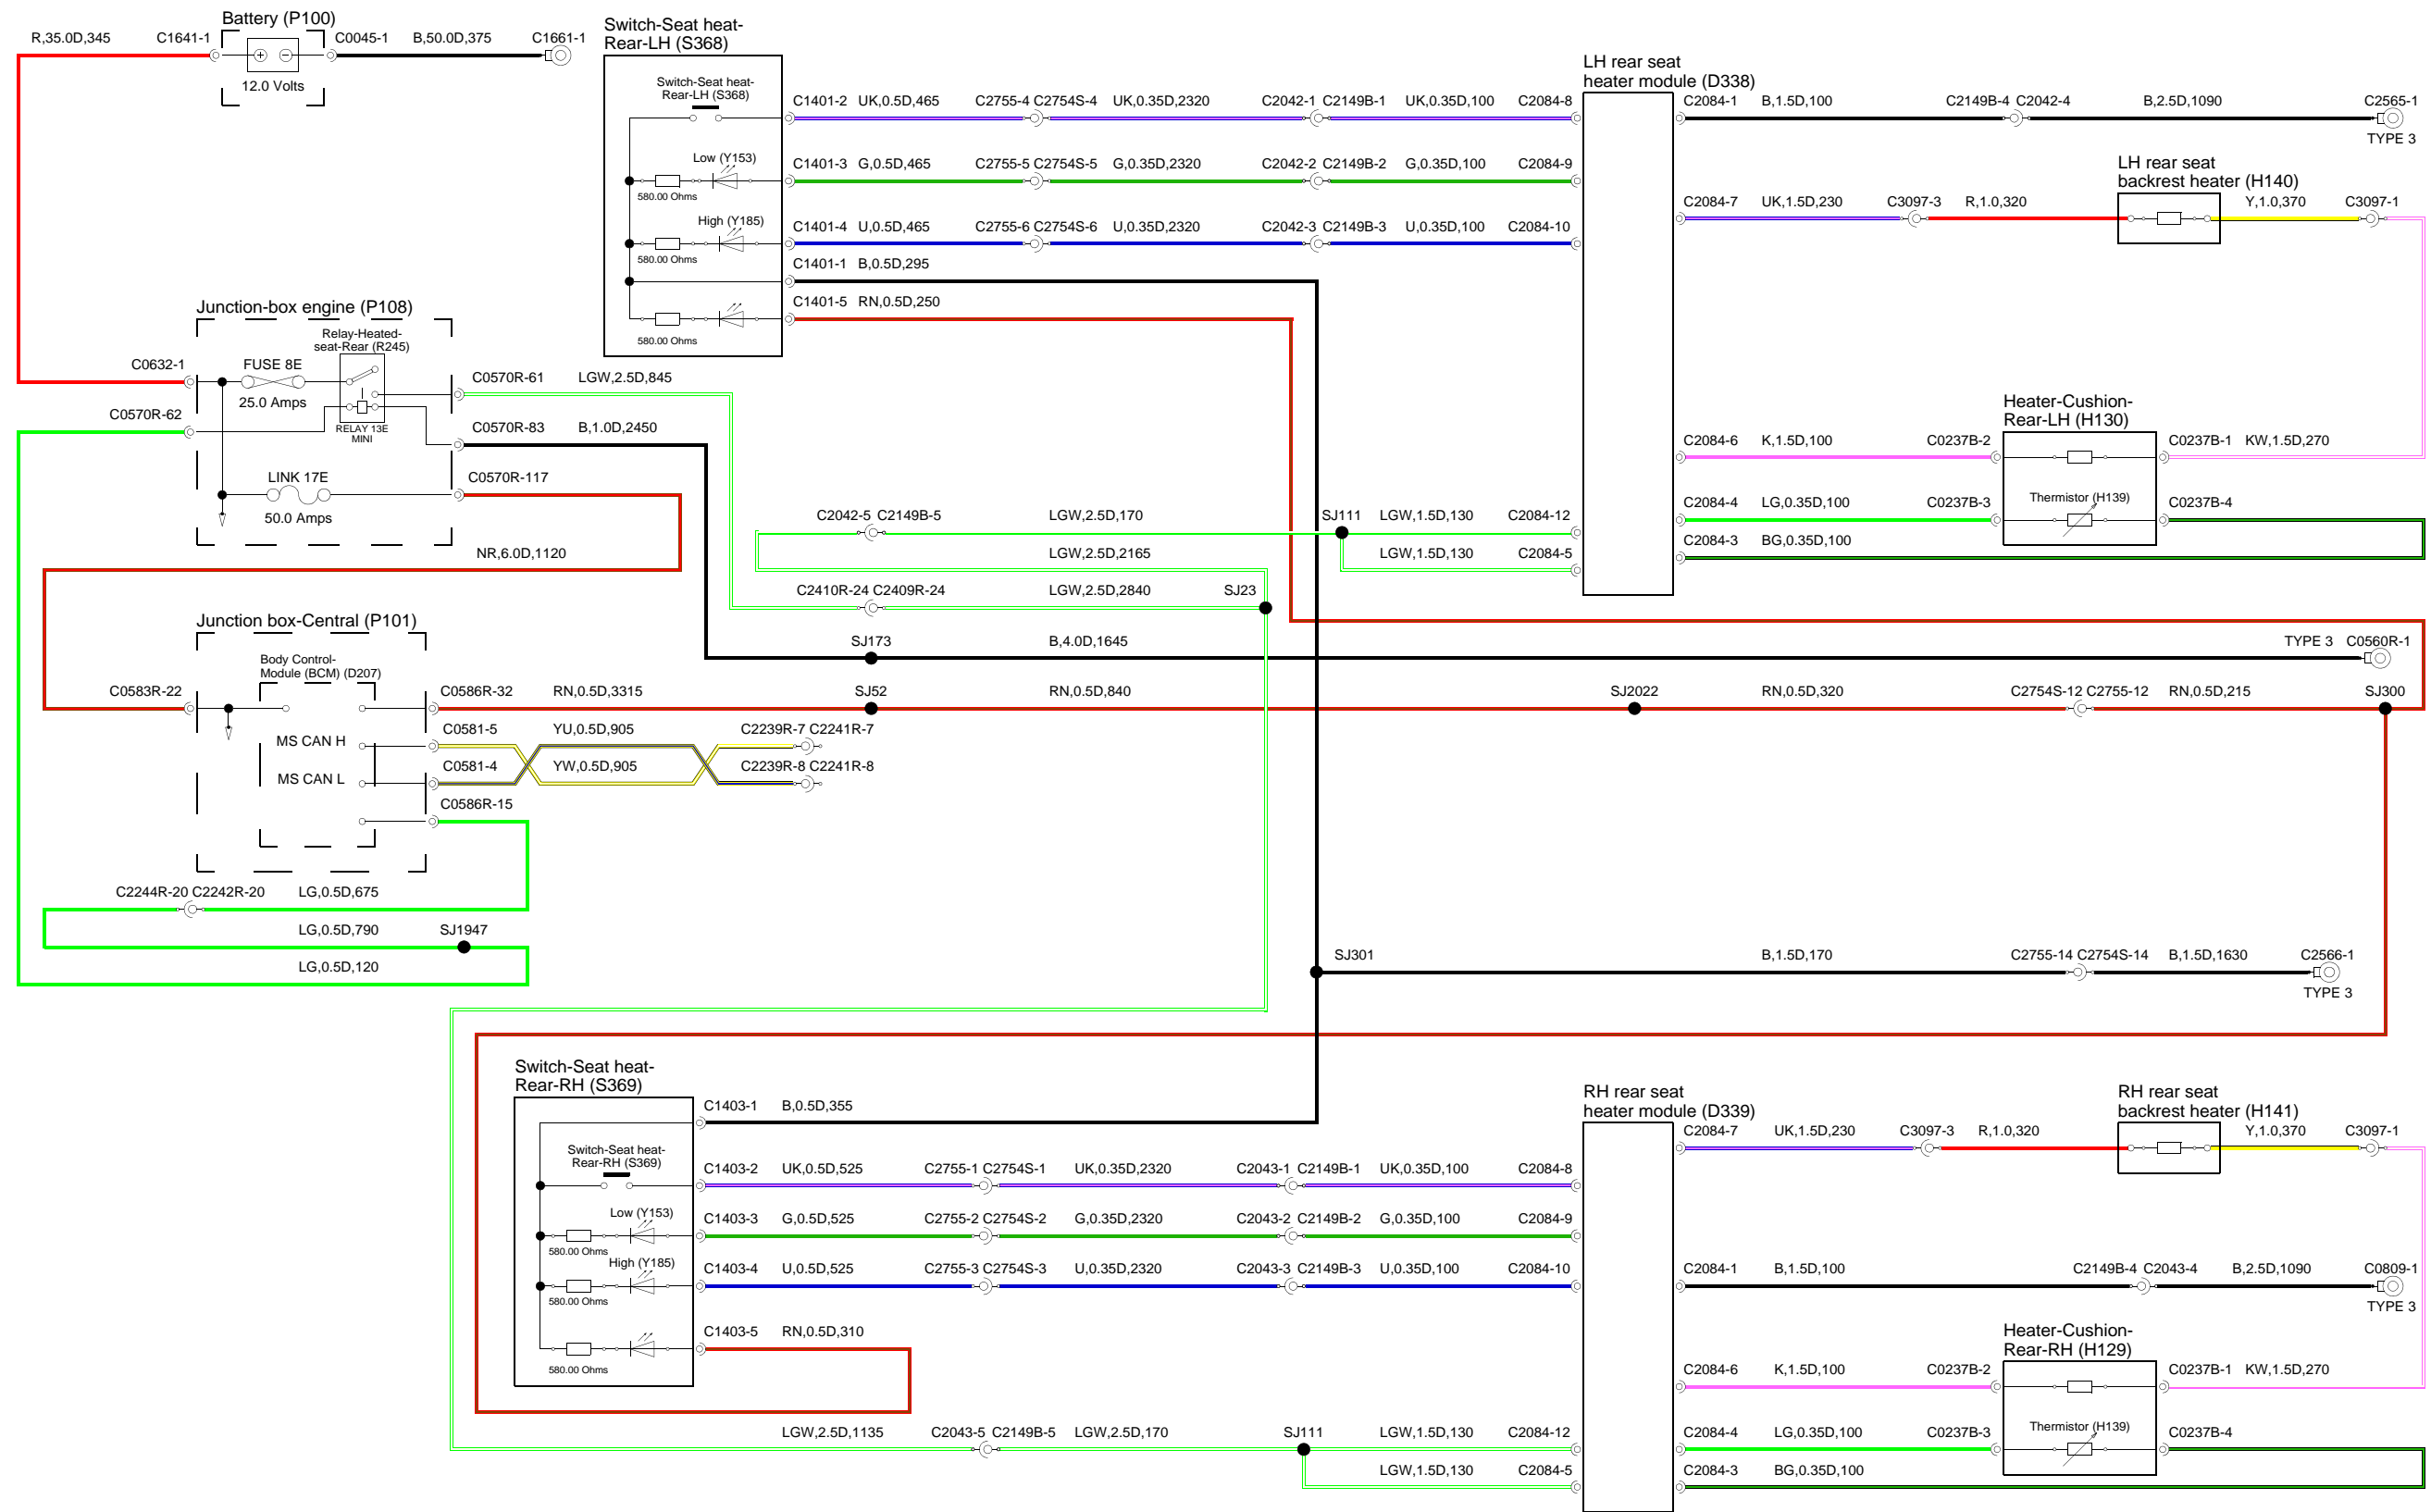 Battery (P100)
R,35.0D,345
C1641-1
C0045-1
B,50.0D,375
C1661-1
12.0 Volts
Switch-Seat heat-
Rear-LH (S368)
Switch-Seat heat-
Rear-LH (S368)
Low (Y153)
580.00 Ohms
High (Y185)
580.00 Ohms
580.00 Ohms
C1401-2 UK,0.5D,465 C2755-4 C2754S-4 UK,0.35D,2320 C2042-1 C2149B-1 UK,0.35D,100 C2084-8
C1401-3 G,0.5D,465 C2755-5 C2754S-5 G,0.35D,2320 C2042-2 C2149B-2 G,0.35D,100 C2084-9
C1401-4 U,0.5D,465 C2755-6 C2754S-6 U,0.35D,2320 C2042-3 C2149B-3 U,0.35D,100 C2084-10
C1401-1 B,0.5D,295
C1401-5 RN,0.5D,250
LH rear seat
heater module (D338)
C2084-1 B,1.5D,100 C2149B-4 C2042-4 B,2.5D,1090 C2565-1
TYPE 3
LH rear seat
backrest heater (H140)
C2084-7 UK,1.5D,230 C3097-3 R,1.0,320 Y,1.0,370 C3097-1
Heater-Cushion-
Rear-LH (H130)
C2084-6 K,1.5D,100 C0237B-2 C0237B-1 KW,1.5D,270
C2084-4 LG,0.35D,100 C0237B-3 Thermistor (H139) C0237B-4
C2084-3 BG,0.35D,100
Junction-box engine (P108)
Relay-Heated-
seat-Rear (R245)
C0632-1
FUSE 8E
25.0 Amps
RELAY 13E
MINI
C0570R-62
LINK 17E
50.0 Amps
C0570R-61 LGW,2.5D,845
C0570R-83 B,1.0D,2450
C0570R-117
NR,6.0D,1120
C2042-5 C2149B-5 LGW,2.5D,170 SJ111 LGW,1.5D,130 C2084-12
LGW,2.5D,2165 LGW,1.5D,130 C2084-5
C2410R-24 C2409R-24 LGW,2.5D,2840 SJ23
SJ173 B,4.0D,1645 TYPE 3 C0560R-1
Junction box-Central (P101)
Body Control-
Module (BCM) (D207)
C0583R-22
C0586R-32 RN,0.5D,3315 SJ52 RN,0.5D,840 SJ2022 RN,0.5D,320 C2754S-12 C2755-12 RN,0.5D,215 SJ300
MS CAN H
C0581-5 YU,0.5D,905 C2239R-7 C2241R-7
MS CAN L
C0581-4 YW,0.5D,905 C2239R-8 C2241R-8
C0586R-15
C2244R-20 C2242R-20 LG,0.5D,675
LG,0.5D,790 SJ1947
LG,0.5D,120
SJ301 B,1.5D,170 C2755-14 C2754S-14 B,1.5D,1630 C2566-1
TYPE 3
Switch-Seat heat-
Rear-RH (S369)
Switch-Seat heat-
Rear-RH (S369)
Low (Y153)
580.00 Ohms
High (Y185)
580.00 Ohms
580.00 Ohms
C1403-1 B,0.5D,355
C1403-2 UK,0.5D,525 C2755-1 C2754S-1 UK,0.35D,2320 C2043-1 C2149B-1 UK,0.35D,100 C2084-8
C1403-3 G,0.5D,525 C2755-2 C2754S-2 G,0.35D,2320 C2043-2 C2149B-2 G,0.35D,100 C2084-9
C1403-4 U,0.5D,525 C2755-3 C2754S-3 U,0.35D,2320 C2043-3 C2149B-3 U,0.35D,100 C2084-10
C1403-5 RN,0.5D,310
LGW,2.5D,1135 C2043-5 C2149B-5 LGW,2.5D,170 SJ111 LGW,1.5D,130 C2084-12
LGW,1.5D,130 C2084-5
RH rear seat
heater module (D339)
RH rear seat
backrest heater (H141)
C2084-7 UK,1.5D,230 C3097-3 R,1.0,320 Y,1.0,370 C3097-1
C2084-1 B,1.5D,100 C2149B-4 C2043-4 B,2.5D,1090 C0809-1
TYPE 3
Heater-Cushion-
Rear-RH (H129)
C2084-6 K,1.5D,100 C0237B-2 C0237B-1 KW,1.5D,270
C2084-4 LG,0.35D,100 C0237B-3 Thermistor (H139) C0237B-4
C2084-3 BG,0.35D,100